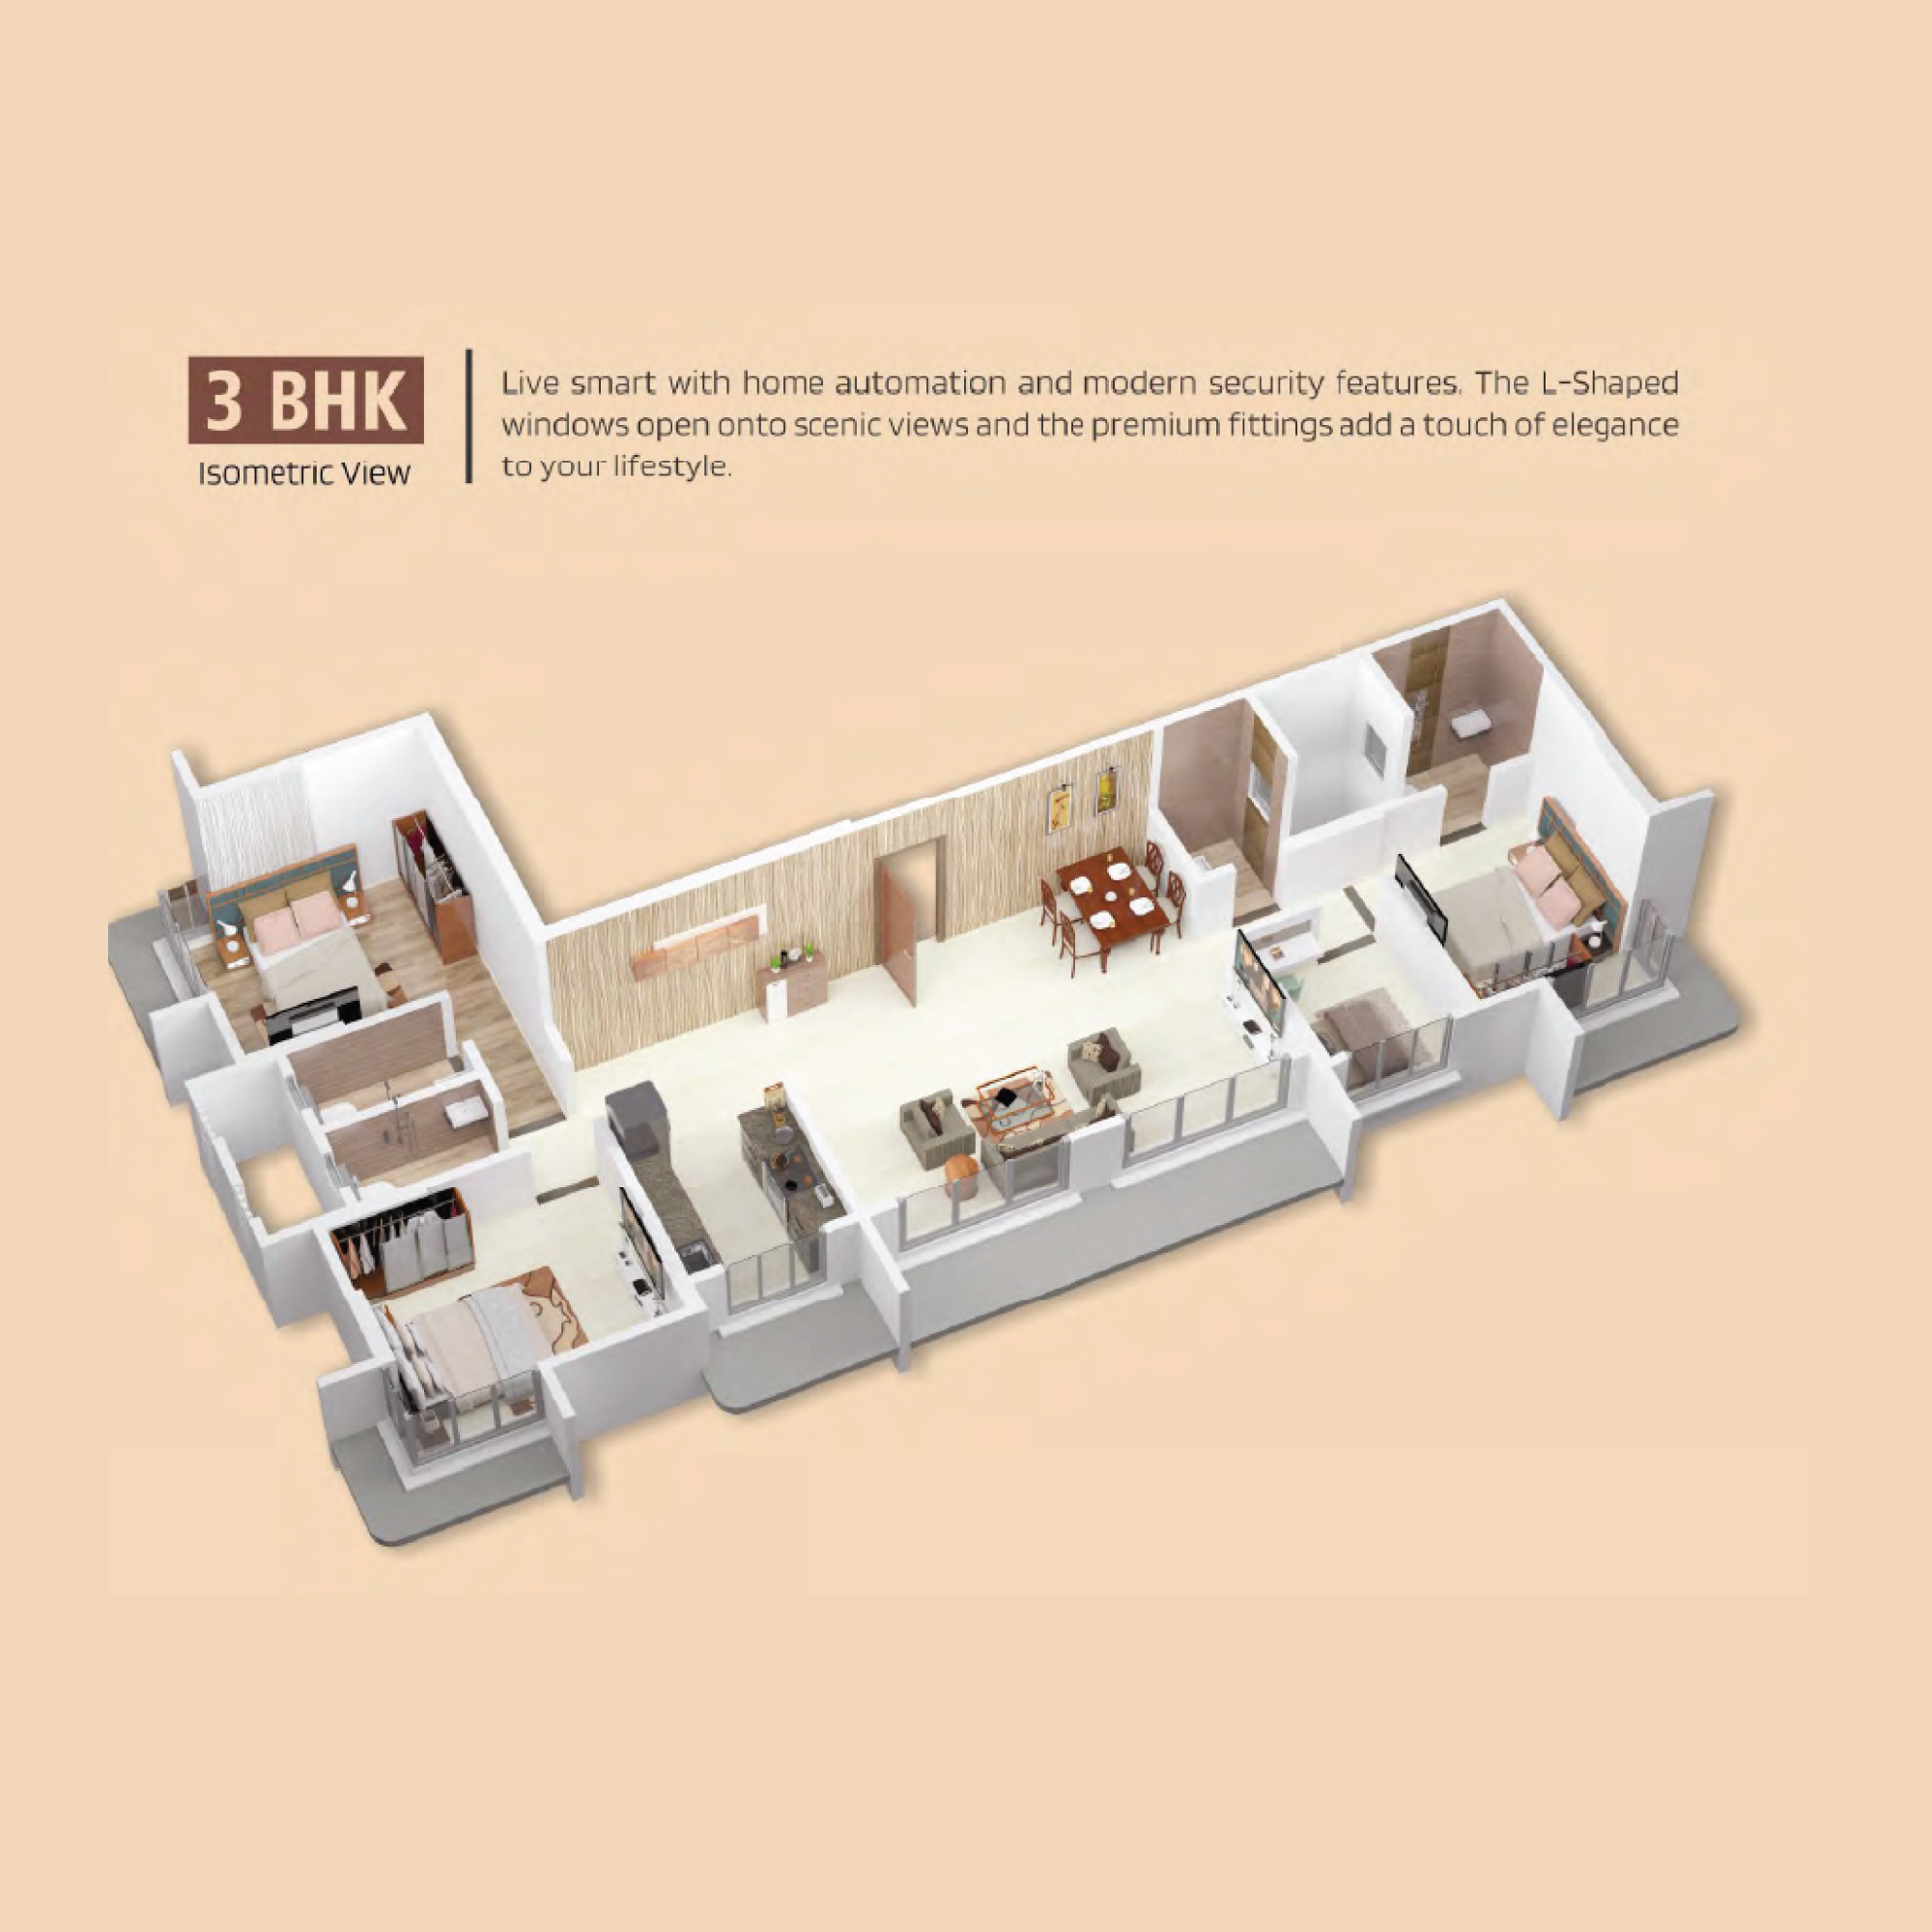 3 BHK
Isometric View
Live smart with home automation and modern security features. The L-Shaped
windows open onto scenic views and the premium fittings add a touch of elegance
to your lifestyle.